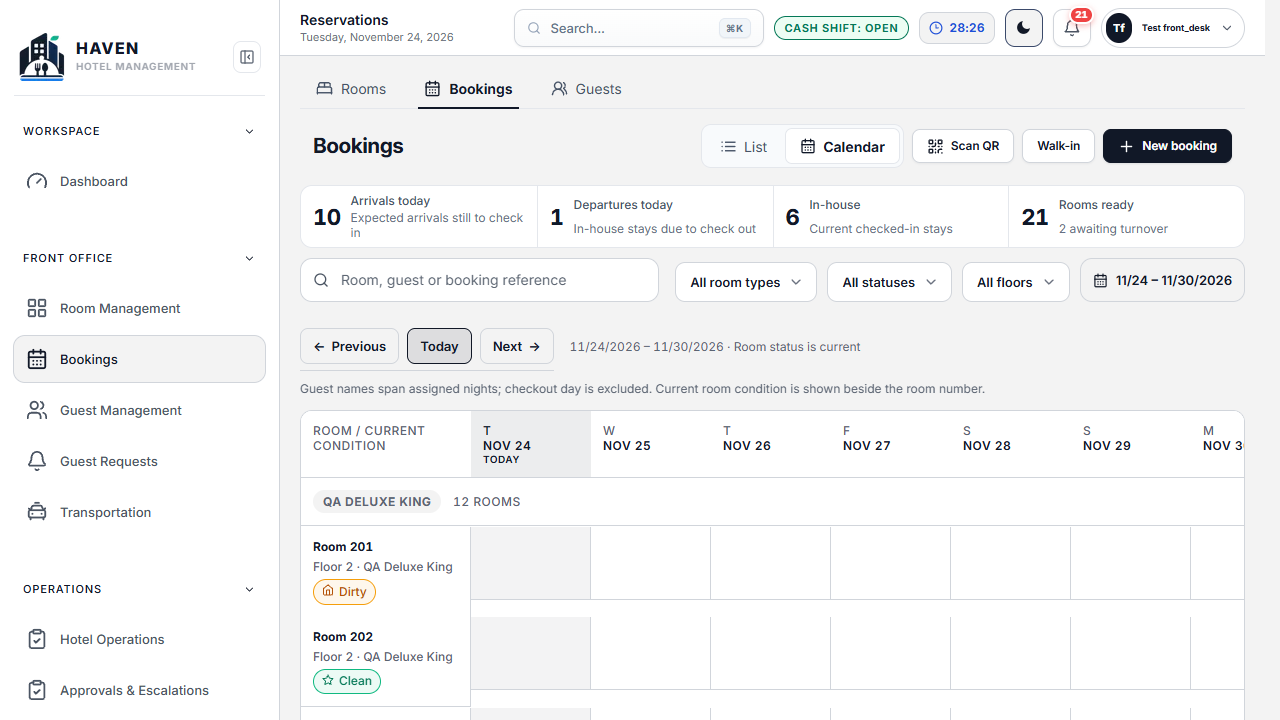 HAVEN
HOTEL MANAGEMENT
WORKSPACE
Dashboard
FRONT OFFICE
Room Management
Bookings
Guest Management
Guest Requests
Transportation
OPERATIONS
Hotel Operations
Approvals & Escalations
Reservations
Tuesday, November 24, 2026
Search...
⌘K
CASH SHIFT: OPEN
28:26
21
Tf
Test front_desk
Rooms
Bookings
Guests
Bookings
List
Calendar
Scan QR
Walk-in
New booking
10
Arrivals today
Expected arrivals still to check
in
1
Departures today
In-house stays due to check out
6
In-house
Current checked-in stays
21
Rooms ready
2 awaiting turnover
Room, guest or booking reference
All room types
All statuses
All floors
11/24 – 11/30/2026
← Previous
Today
Next →
11/24/2026 – 11/30/2026 · Room status is current
Guest names span assigned nights; checkout day is excluded. Current room condition is shown beside the room number.
ROOM / CURRENT
CONDITION
T
NOV 24
TODAY
W
NOV 25
T
NOV 26
F
NOV 27
S
NOV 28
S
NOV 29
M
NOV 3
QA DELUXE KING
12 ROOMS
Room 201
Floor 2 · QA Deluxe King
Dirty
Room 202
Floor 2 · QA Deluxe King
Clean